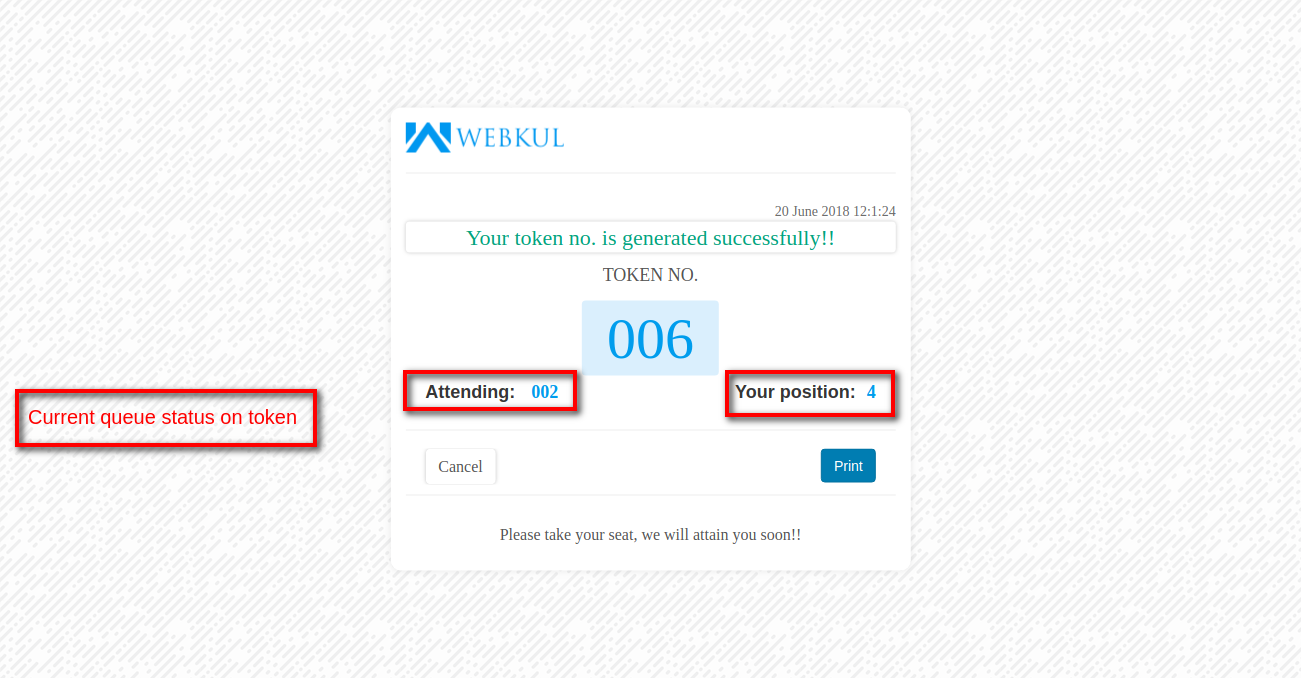 WEBKUL
20 June 2018 12:1:24
Your token no. is generated successfully!!
TOKEN NO.
006
Attending: 002
Your position: 4
Current queue status on token
Cancel
Print
Please take your seat, we will attain you soon!!